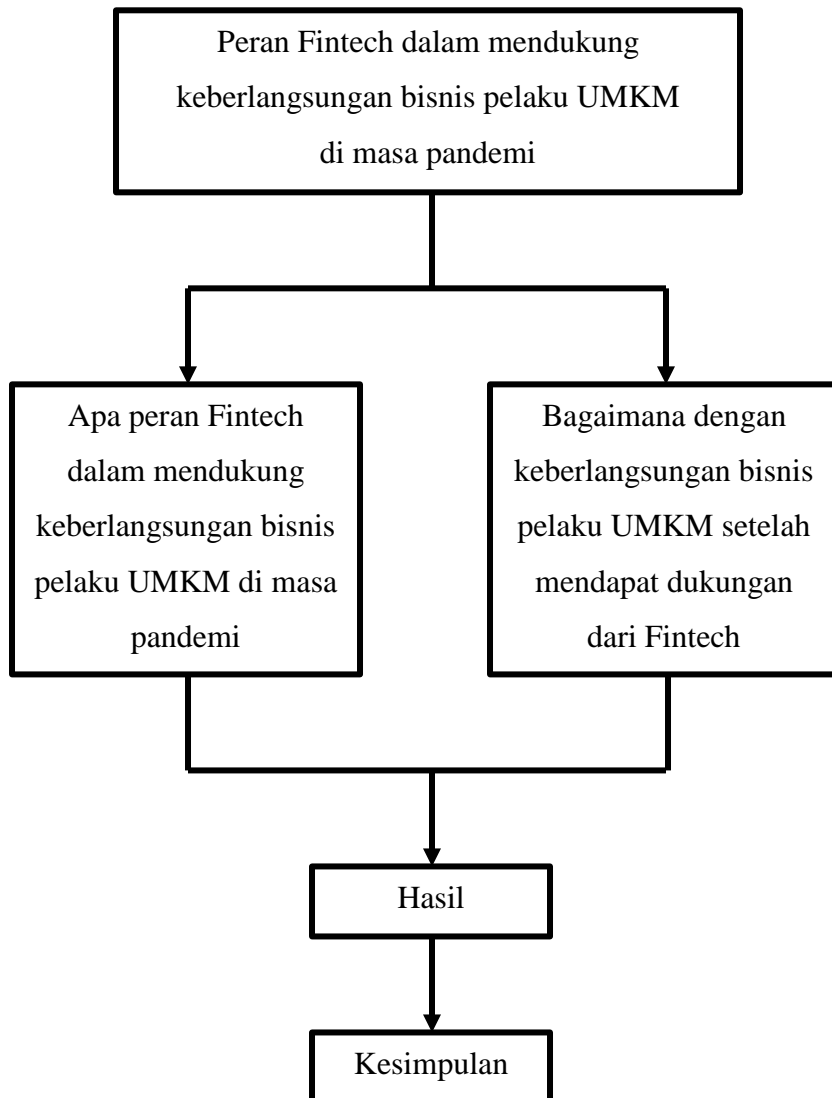 Peran Fintech dalam mendukung
keberlangsungan bisnis pelaku UMKM
di masa pandemi
Apa peran Fintech
dalam mendukung
keberlangsungan bisnis
pelaku UMKM di masa
pandemi
Bagaimana dengan
keberlangsungan bisnis
pelaku UMKM setelah
mendapat dukungan
dari Fintech
Hasil
Kesimpulan